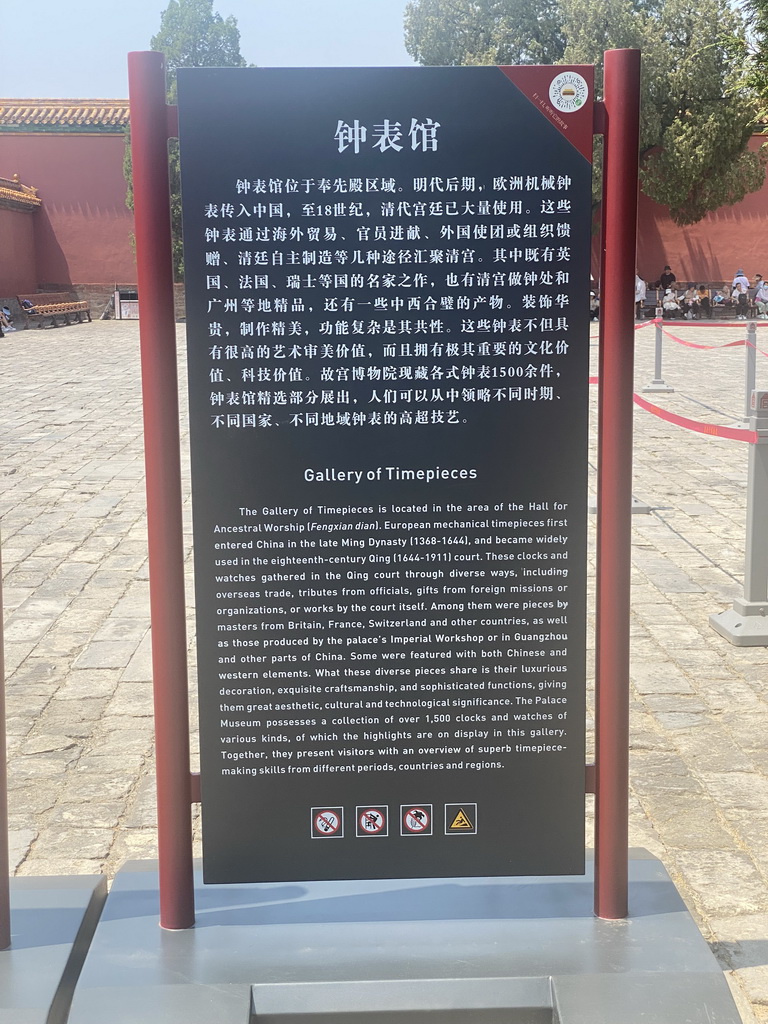 钟表馆
钟表馆位于奉先殿区域。明代后期，欧洲机械钟
表传入中国，至18世纪，清代宫廷已大量使用。这些
钟表通过海外贸易、官员进献、外国使团或组织馈
赠、清廷自主制造等几种途径汇聚清宫。其中既有英
国、法国、瑞士等国的名家之作，也有清宫做钟处和
广州等地精品，还有一些中西合璧的产物。装饰华
贵，制作精美，功能复杂是其共性。这些钟表不但具
有很高的艺术审美价值，而且拥有极其重要的文化价
值、科技价值。故宫博物院现藏各式钟表1500余件，
钟表馆精选部分展出，人们可以从中领略不同时期、
不同国家、不同地域钟表的高超技艺。
Gallery of Timepieces
The Gallery of Timepieces is located in the area of the Hall for
Ancestral Worship (Fengxian dian). European mechanical timepieces first
entered China in the late Ming Dynasty (1368-1644), and became widely
used in the eighteenth-century Qing (1644-1911) court. These clocks and
watches gathered in the Qing court through diverse ways, including
overseas trade, tributes from officials, gifts from foreign missions or
organizations, or works by the court itself. Among them were pieces by
masters from Britain, France, Switzerland and other countries, as well
as those produced by the palace's Imperial Workshop or in Guangzhou
and other parts of China. Some were featured with both Chinese and
western elements. What these diverse pieces share is their luxurious
decoration, exquisite craftsmanship, and sophisticated functions, giving
them great aesthetic, cultural and technological significance. The Palace
Museum possesses a collection of over 1,500 clocks and watches of
various kinds, of which the highlights are on display in this gallery.
Together, they present visitors with an overview of superb timepiece-
making skills from different periods, countries and regions.